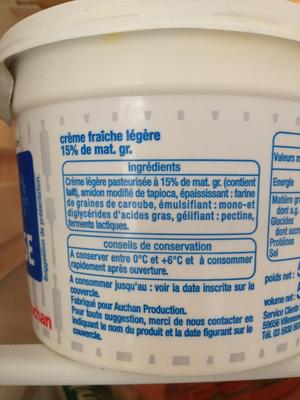 crème fraîche légère
15% de mat. gr.
ingrédients
Crème légère pasteurisée à 15% de mat. gr. (contient
lait), amidon modifié de tapioca, épaississant : farine
de graines de caroube, émulsifiant : mono-et
diglycérides d'acides gras, gélifiant : pectine,
ferments lactiques.
conseils de conservation
A conserver entre 0°C et +6°C et à consommer
rapidement après ouverture.
A consommer jusqu'au : voir la date inscrite sur le
couvercle.
Fabriqué pour Auchan Production.
Pour toute suggestion, merci de nous contacter en
indiquant le nom du produit et la date figurant sur le
couvercle.
Suggestion de présentation.
Valeurs
Energie
Matière
dont
Glucides
dont
Protéines
Sel
poids net :
volume net :
Service
59656
Tél. 03